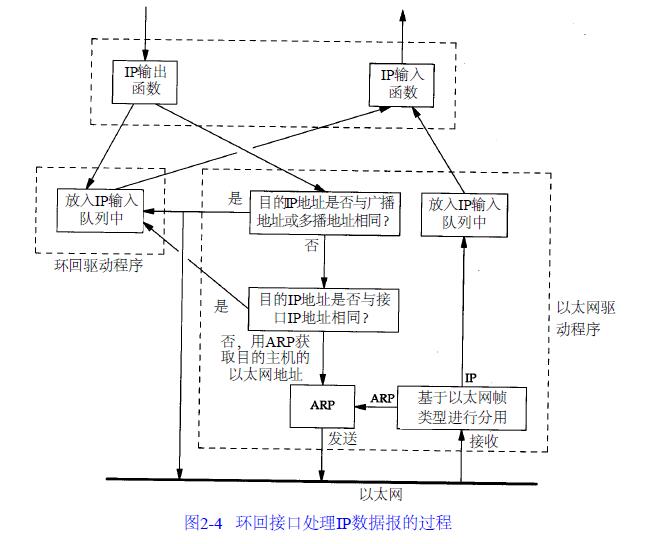 IP输出
函数
IP输入
函数
放入IP输入
队列中
环回驱动程序
是
目的IP地址是否与广播
地址或多播地址相同?
放入IP输入
队列中
否
是
目的IP地址是否与接
口IP地址相同?
以太网驱
动程序
否，用ARP获
取目的主机的
以太网地址
IP
ARP
ARP
基于以太网帧
类型进行分用
发送
接收
以太网
图2-4 环回接口处理IP数据报的过程